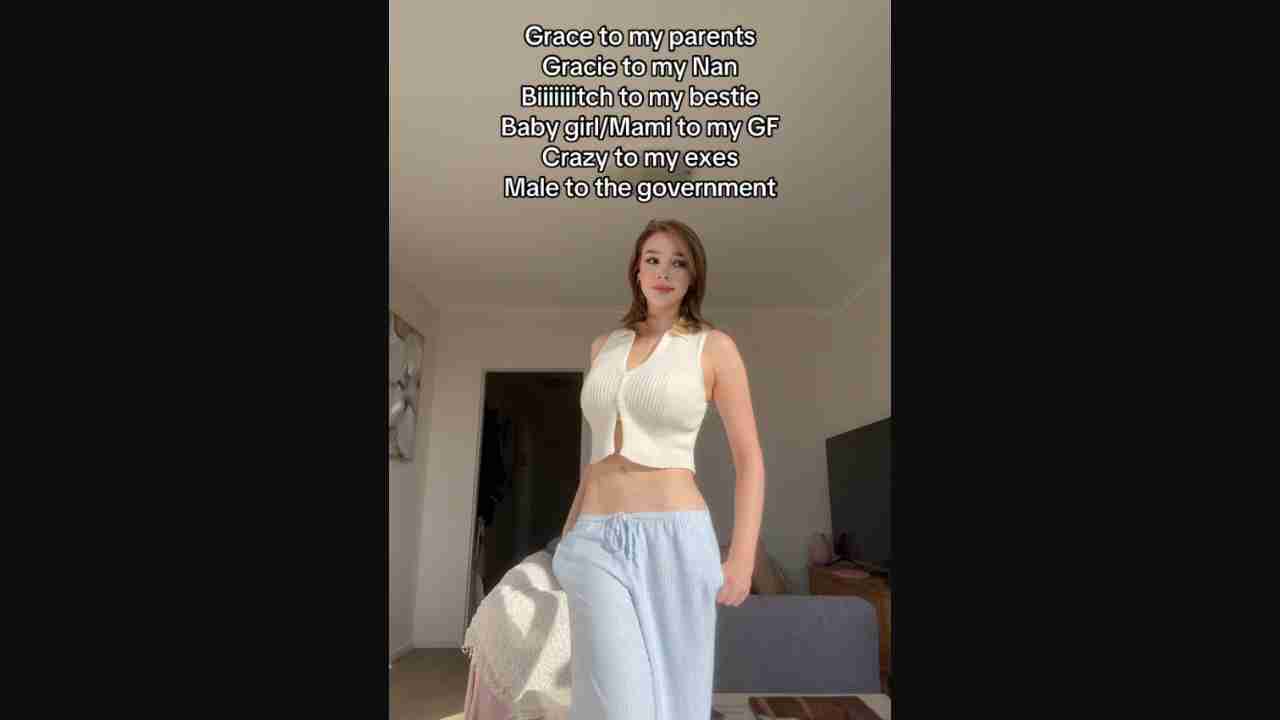 Grace to my parents
Gracie to my Nan
Biiiiiiitch to my bestie
Baby girl/Mami to my GF
Crazy to my exes
Male to the government